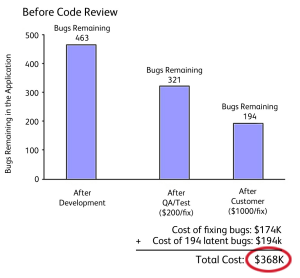 Before Code Review
Bugs Remaining in the Application
500
400
300
200
100
0
Bugs Remaining
463
Bugs Remaining
321
Bugs Remaining
194
After
Development
After
QA/Test
($200/fix)
After
Customer
($1000/fix)
Cost of fixing bugs: $174K
+ Cost of 194 latent bugs: $194k
Total Cost: $368K